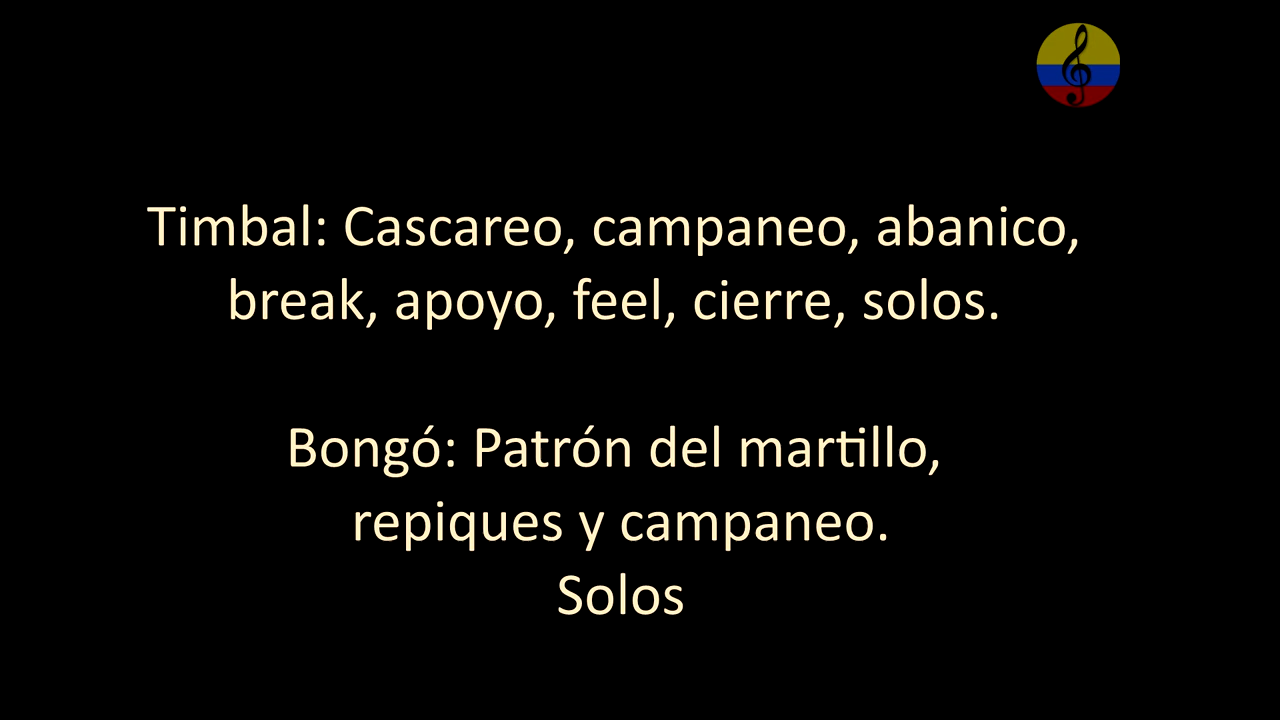 Timbal: Cascareo, campaneo, abanico,
break, apoyo, feel, cierre, solos.
Bongó: Patrón del martillo,
repiques y campaneo.
Solos